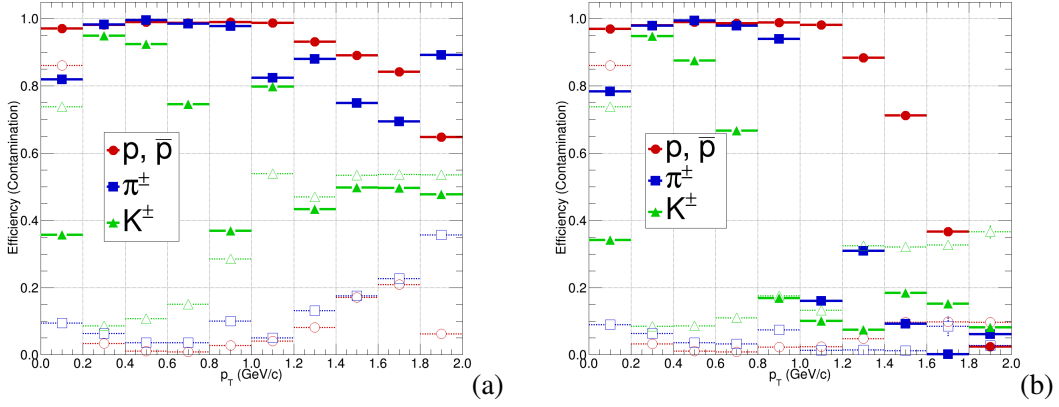 Efficiency (Contamination)
1.0
0.8
0.6
0.4
0.2
0.0
p, p̅
π±
K±
0.0 0.2 0.4 0.6 0.8 1.0 1.2 1.4 1.6 1.8 2.0
p_T (GeV/c)
(a)
Efficiency (Contamination)
1.0
0.8
0.6
0.4
0.2
0.0
p, p̅
π±
K±
0.0 0.2 0.4 0.6 0.8 1.0 1.2 1.4 1.6 1.8 2.0
p_T (GeV/c)
(b)